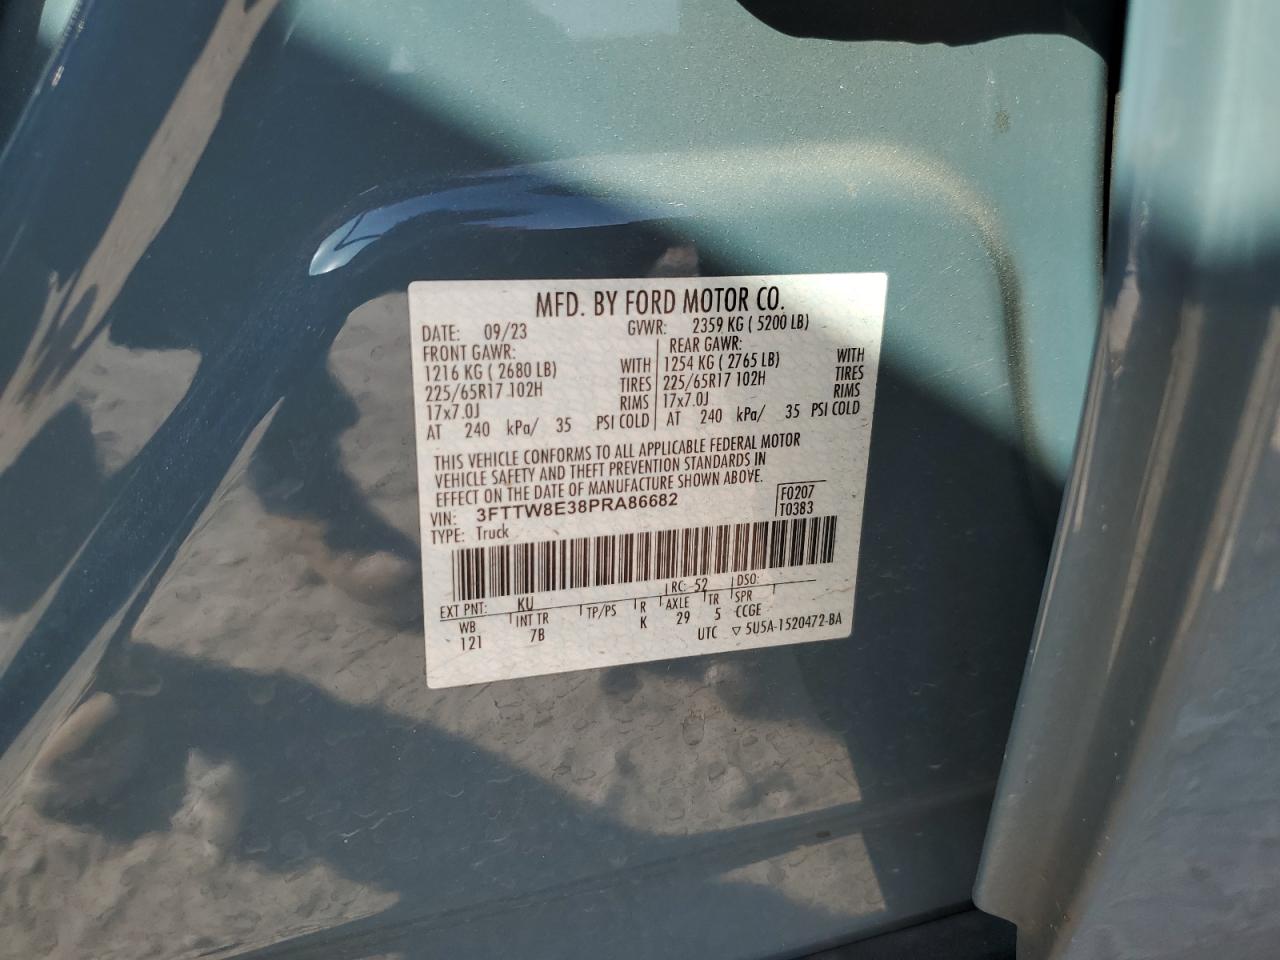 MFD. BY FORD MOTOR CO.
DATE: 09/23 GVWR: 2359 KG ( 5200 LB)
FRONT GAWR: REAR GAWR:
1216 KG ( 2680 LB) WITH 1254 KG ( 2765 LB) WITH
225/65R17 102H TIRES 225/65R17 102H TIRES
17x7.0J RIMS 17x7.0J RIMS
AT 240 kPa/ 35 PSI COLD AT 240 kPa/ 35 PSI COLD
THIS VEHICLE CONFORMS TO ALL APPLICABLE FEDERAL MOTOR
VEHICLE SAFETY AND THEFT PREVENTION STANDARDS IN
EFFECT ON THE DATE OF MANUFACTURE SHOWN ABOVE.
VIN: 3FTTW8E38PRA86682 F0207
TYPE: Truck T0383
RC: 52 DSO:
EXT PNT: KU
WB INT TR TP/PS R AXLE TR SPR
121 7B K 29 5 CCGE
UTC ▽ 5U5A-1520472-BA